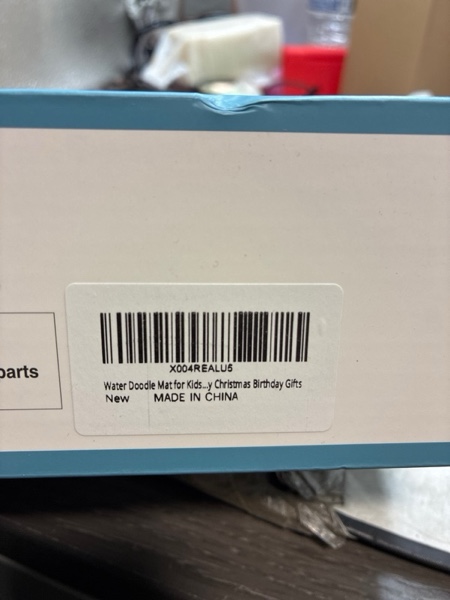 parts
X004REALU5
Water Doodle Mat for Kids...y Christmas Birthday Gifts
New MADE IN CHINA